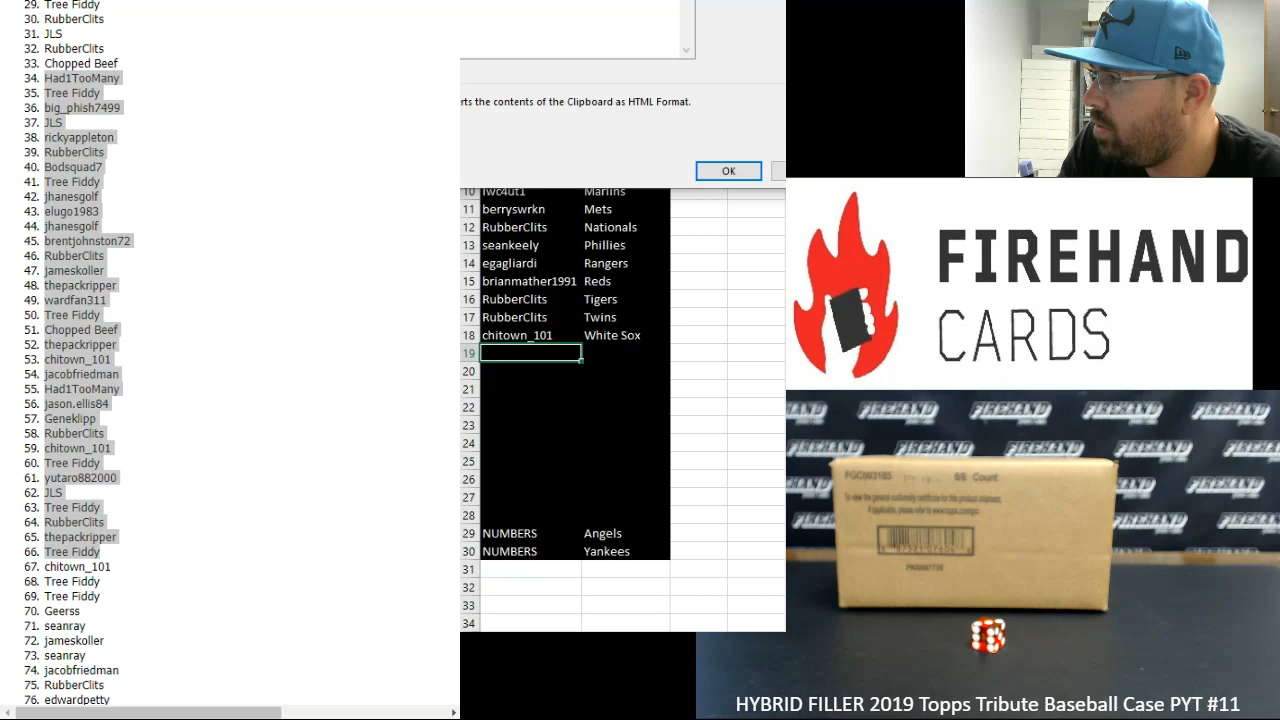 29. Tree Fiddy
30. RubberClits
31. JLS
32. RubberClits
33. Chopped Beef
34. Had1TooMany
35. Tree Fiddy
36. big_phish7499
37. JLS
38. rickyappleton
39. RubberClits
40. Bodsquad7
41. Tree Fiddy
42. jhanesgolf
43. elugo1983
44. jhanesgolf
45. brentjohnston72
46. RubberClits
47. jameskoller
48. thepackripper
49. wardfan311
50. Tree Fiddy
51. Chopped Beef
52. thepackripper
53. chitown_101
54. jacobfriedman
55. Had1TooMany
56. jason.ellis84
57. Geneklipp
58. RubberClits
59. chitown_101
60. Tree Fiddy
61. yutaro882000
62. JLS
63. Tree Fiddy
64. RubberClits
65. thepackripper
66. Tree Fiddy
67. chitown_101
68. Tree Fiddy
69. Tree Fiddy
70. Geerss
71. seanray
72. jameskoller
73. seanray
74. jacobfriedman
75. RubberClits
76. edwardpetty
rts the contents of the Clipboard as HTML Format.
OK
10 lwc4ut1 Marlins
11 berryswrkn Mets
12 RubberClits Nationals
13 seankeely Phillies
14 egagliardi Rangers
15 brianmather1991 Reds
16 RubberClits Tigers
17 RubberClits Twins
18 chitown_101 White Sox
19
20
21
22
23
24
25
26
27
28
29 NUMBERS Angels
30 NUMBERS Yankees
31
32
33
34
FIREHAND
CARDS
FIREHAND FIREHAND FIREHAND
FGC003185 6/6 Count
HYBRID FILLER 2019 Topps Tribute Baseball Case PYT #11